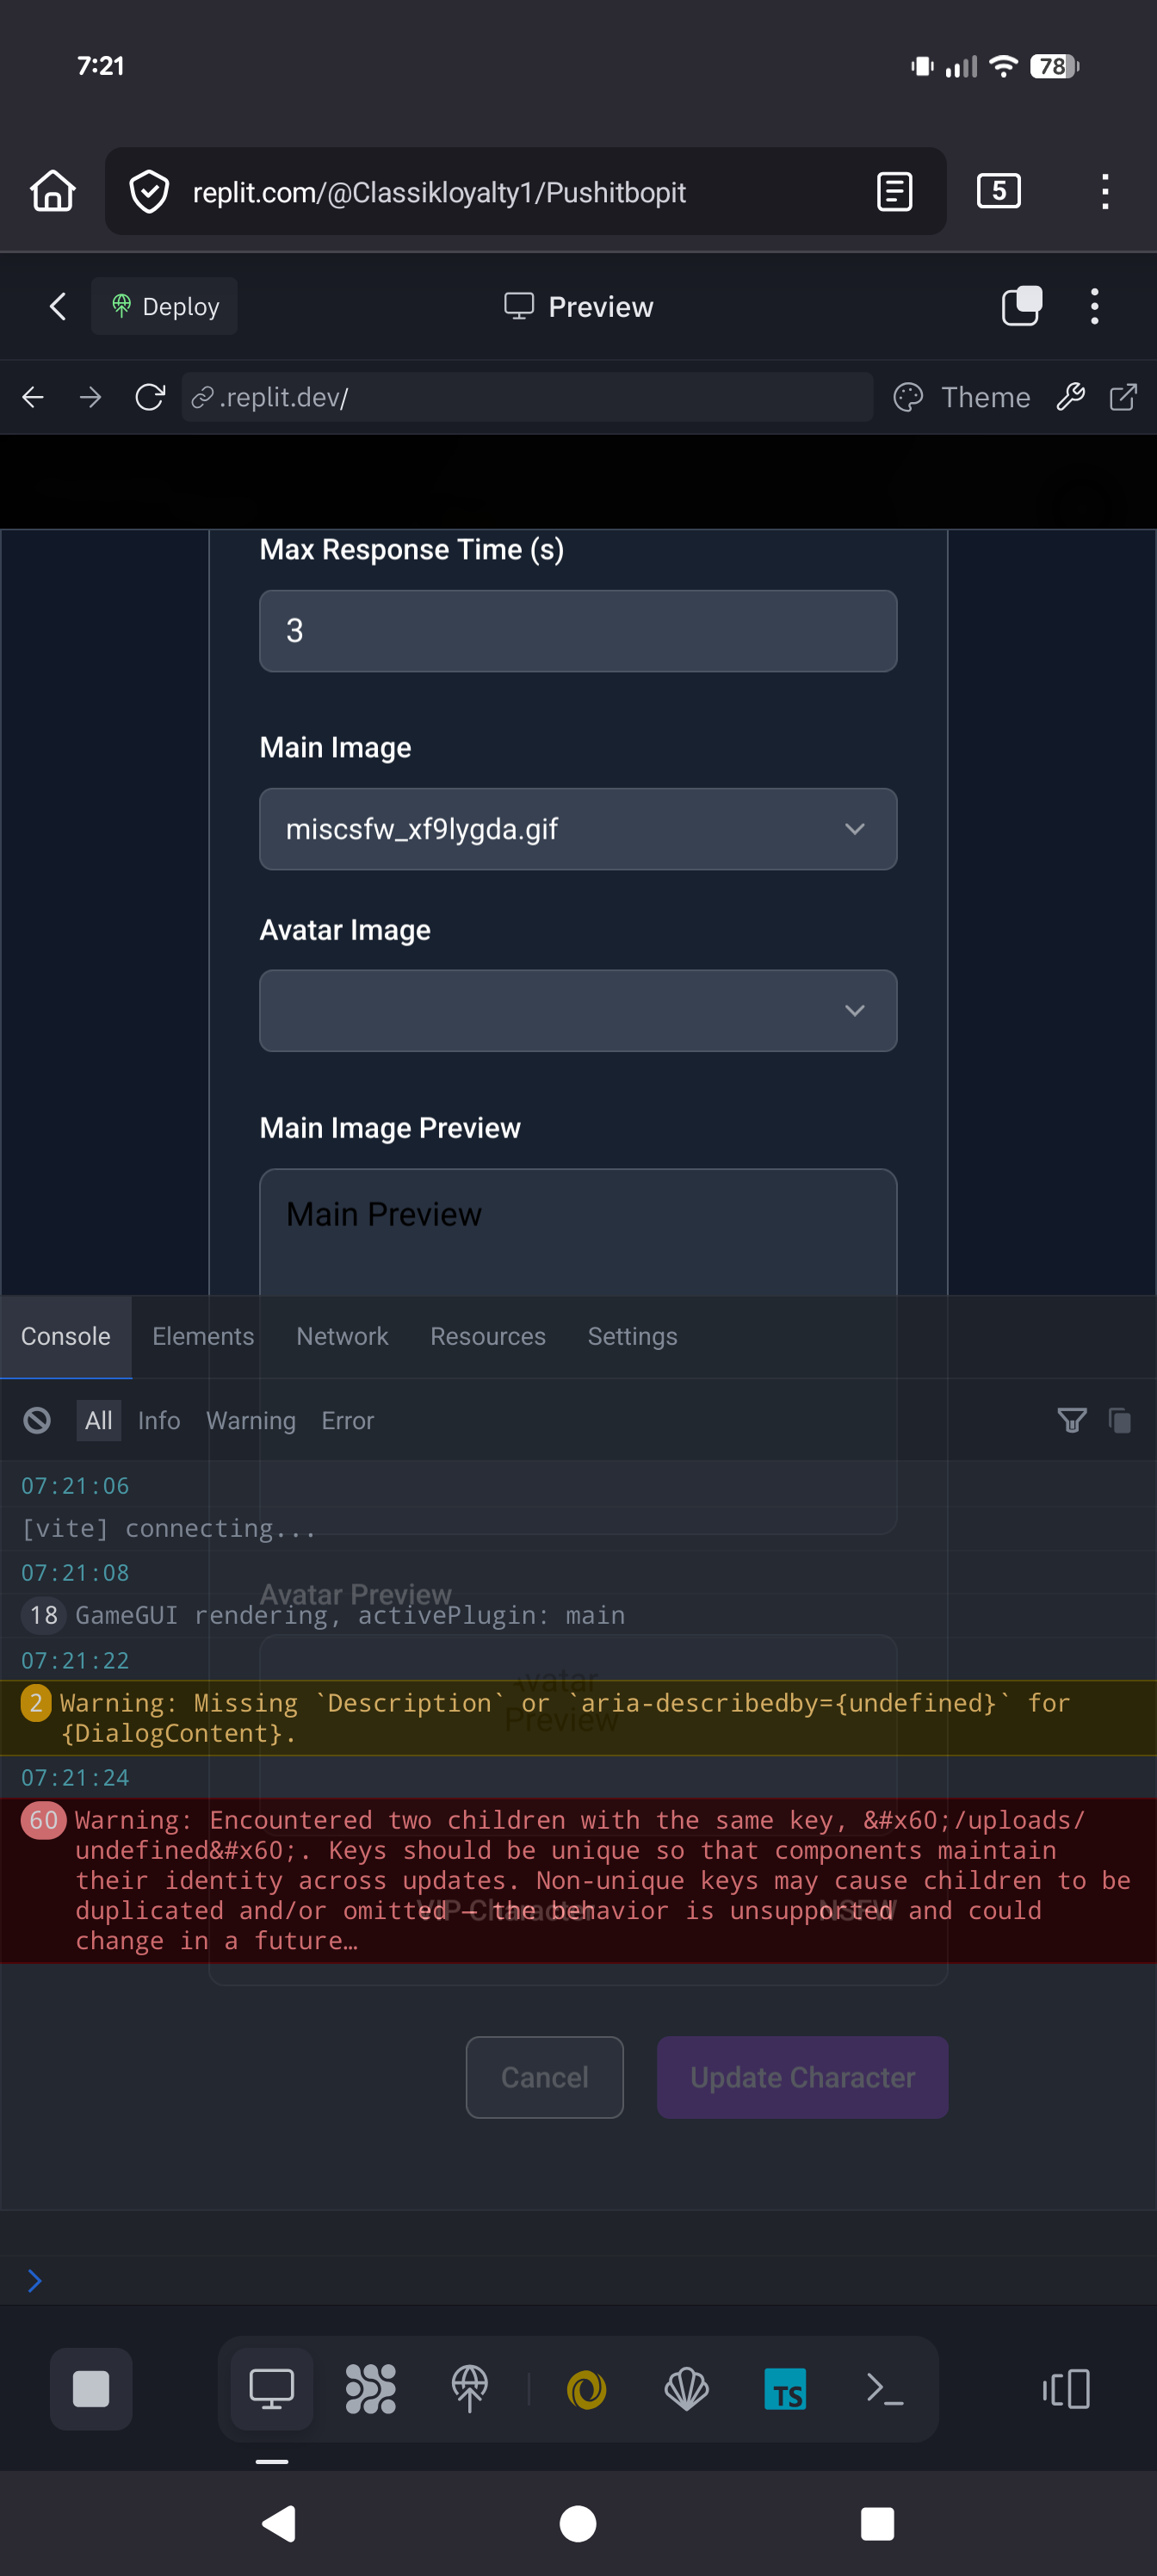 7:21
78
replit.com/@Classikloyalty1/Pushitbopit
5
Deploy
Preview
.replit.dev/
Theme
Max Response Time (s)
3
Main Image
miscsfw_xf9lygda.gif
Avatar Image
Main Image Preview
Main Preview
Console
Elements
Network
Resources
Settings
All
Info
Warning
Error
07:21:06
[vite] connecting...
07:21:08
Avatar Preview
18 GameGUI rendering, activePlugin: main
07:21:22
Avatar
2 Warning: Missing `Description` or `aria-describedby={undefined}` for
Preview
{DialogContent}.
07:21:24
60 Warning: Encountered two children with the same key, &#x60;/uploads/
undefined&#x60;. Keys should be unique so that components maintain
their identity across updates. Non-unique keys may cause children to be
duplicated and/or omitted — the behavior is unsupported and could
VIP Character
NSFW
change in a future…
Cancel
Update Character
TS